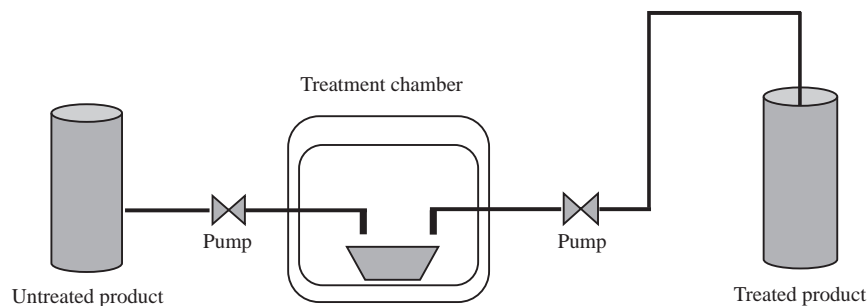 Treatment chamber
Pump
Pump
Untreated product
Treated product